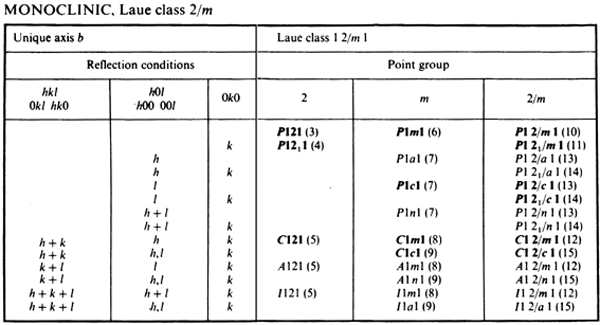 MONOCLINIC, Laue class 2/m
Unique axis b Laue class 1 2/m 1
Reflection conditions Point group
hkl h0l 0k0 2 m 2/m
0kl hk0 h00 00l
P121 (3) P1m1 (6) P1 2/m 1 (10)
k P12₁1 (4) P1 2₁/m 1 (11)
h P1a1 (7) P1 2/a 1 (13)
h k P1 2₁/a 1 (14)
l P1c1 (7) P1 2/c 1 (13)
l k P1 2₁/c 1 (14)
h + l P1n1 (7) P1 2/n 1 (13)
h + l k P1 2₁/n 1 (14)
h + k h k C121 (5) C1m1 (8) C1 2/m 1 (12)
h + k h,l k C1c1 (9) C1 2/c 1 (15)
k + l l k A121 (5) A1m1 (8) A1 2/m 1 (12)
k + l h,l k A1n1 (9) A1 2/n 1 (15)
h + k + l h + l k I121 (5) I1m1 (8) I1 2/m 1 (12)
h + k + l h,l k I1a1 (9) I1 2/a 1 (15)